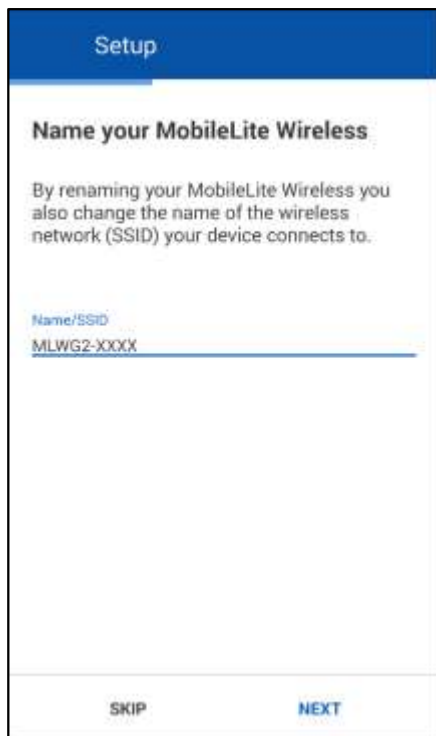 Setup
Name your MobileLite Wireless
By renaming your MobileLite Wireless you
also change the name of the wireless
network (SSID) your device connects to.
Name/SSID
MLWG2-XXXX
SKIP NEXT